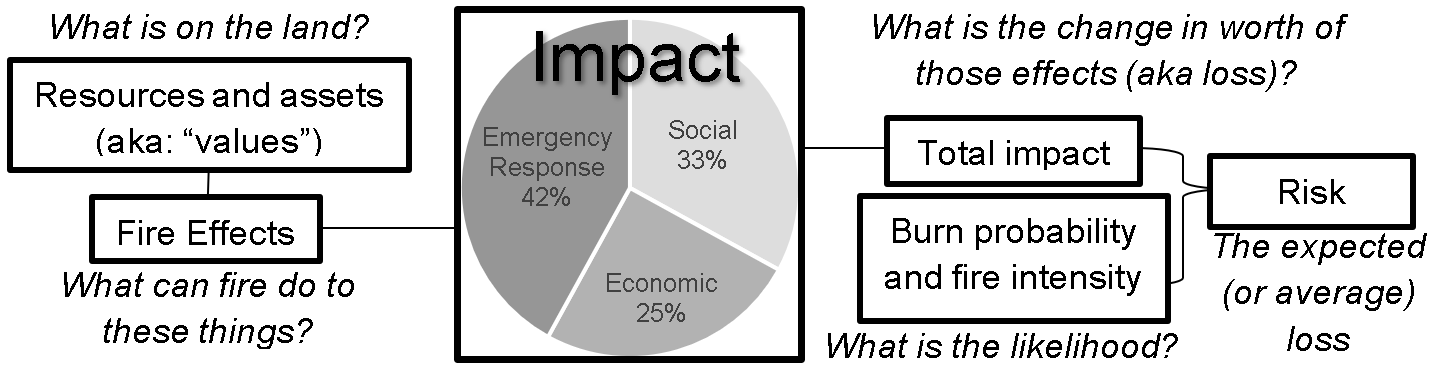 What is on the land?
Resources and assets
(aka: “values”)
Fire Effects
What can fire do to
these things?
Impact
Emergency
Response
42%
Social
33%
Economic
25%
What is the change in worth of
those effects (aka loss)?
Total impact
Burn probability
and fire intensity
What is the likelihood?
Risk
The expected
(or average)
loss